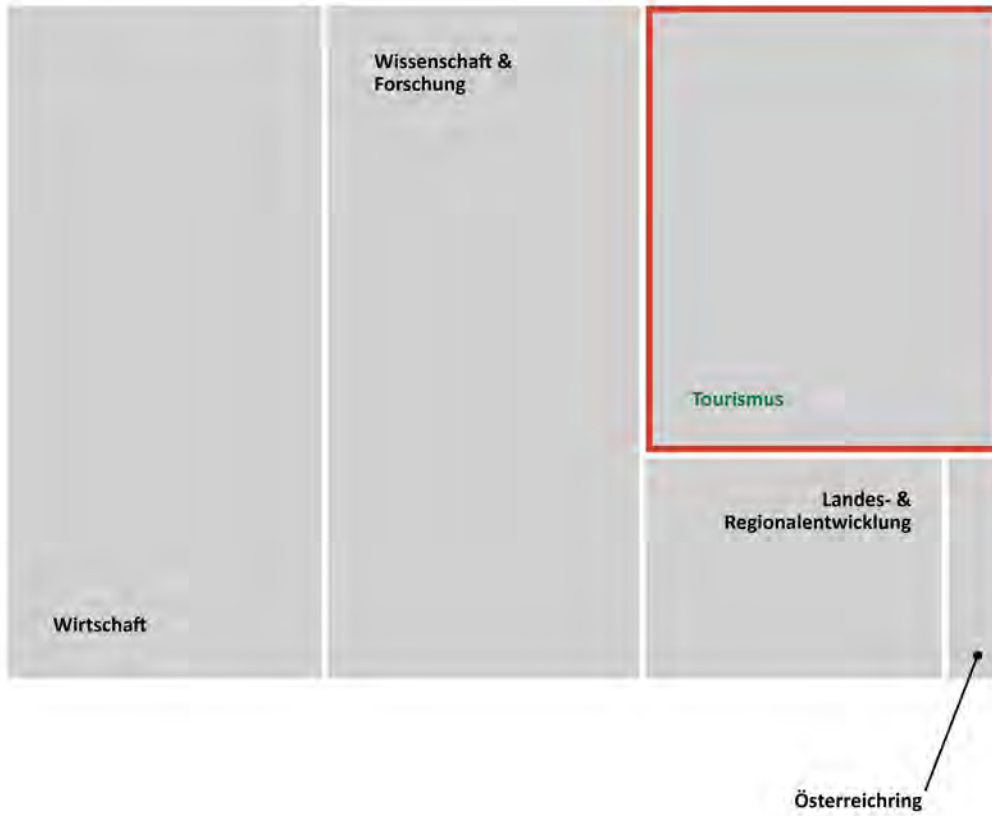 Wissenschaft &
Forschung
Tourismus
Landes- &
Regionalentwicklung
Wirtschaft
Österreichring